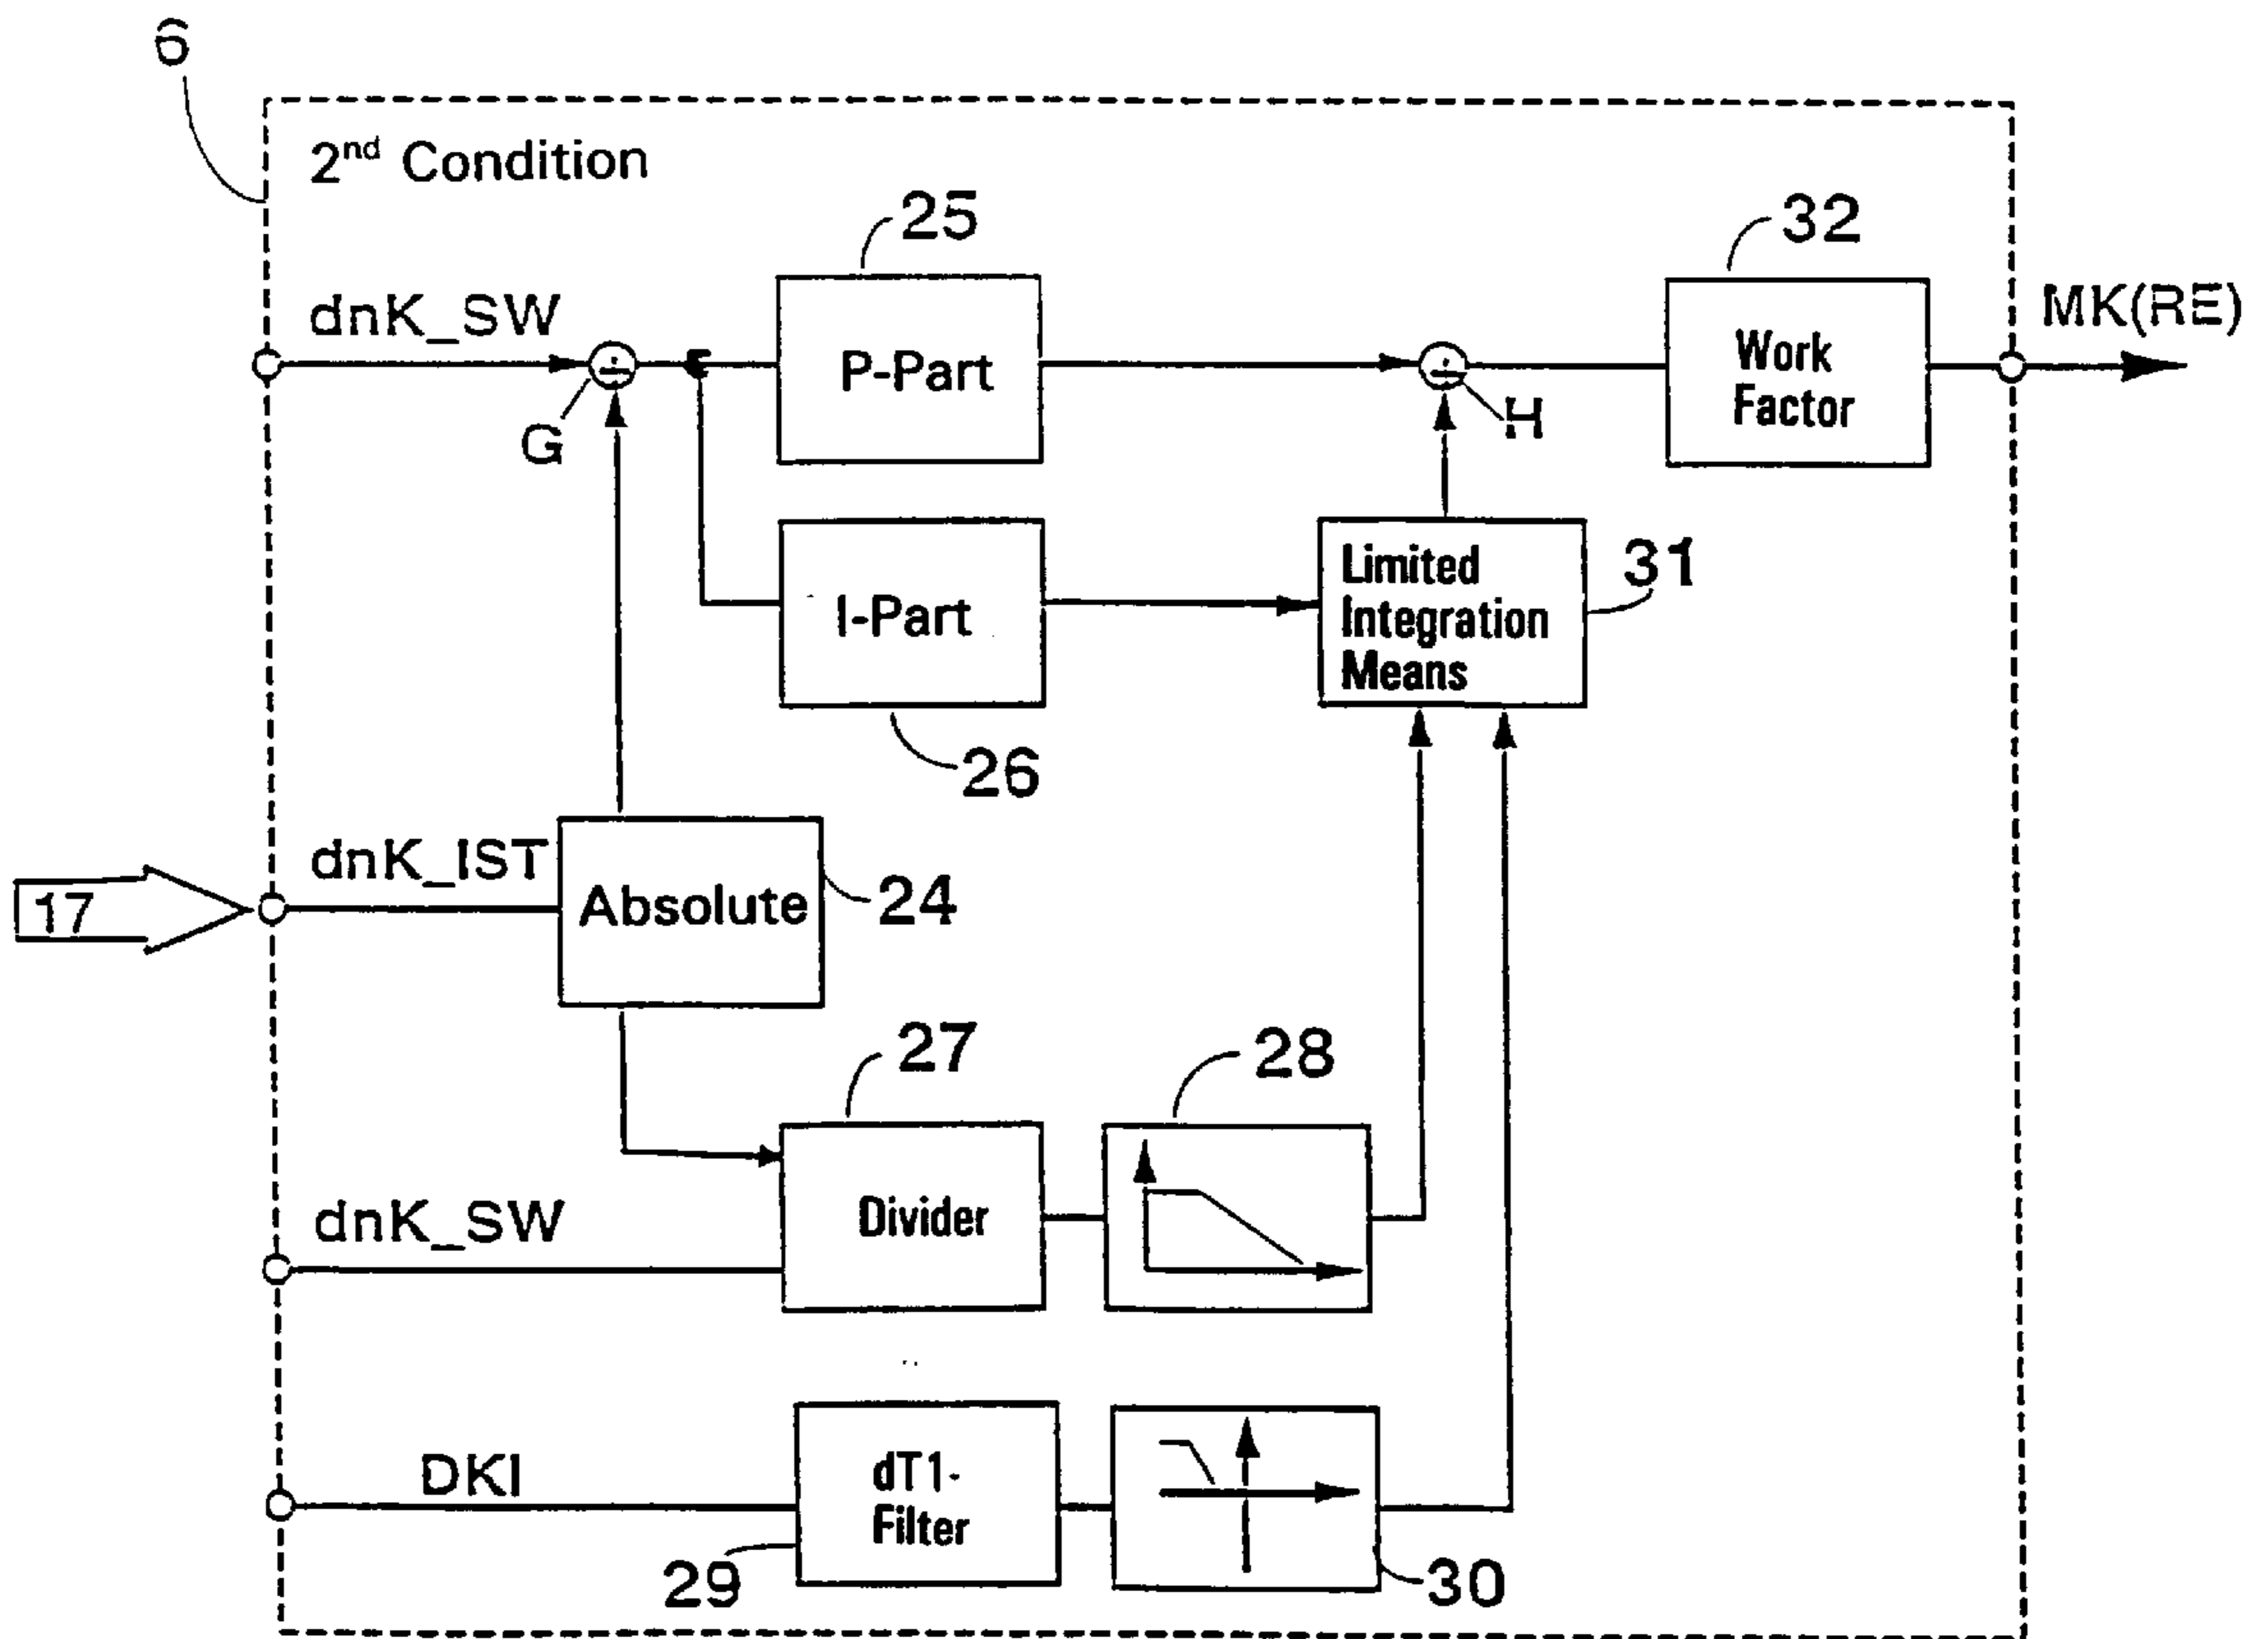 6
2nd Condition
25
32
dnK_SW
MK(RE)
P-Part
Work
Factor
G
H
31
I-Part
Limited
Integration
Means
26
dnK_IST
17
Absolute
24
27
28
dnK_SW
Divider
DKI
dT1-
Filter
29
30